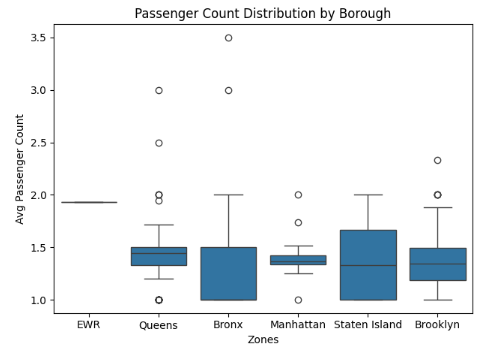 Passenger Count Distribution by Borough
3.5
3.0
2.5
2.0
1.5
1.0
Avg Passenger Count
EWR Queens Bronx Manhattan Staten Island Brooklyn
Zones